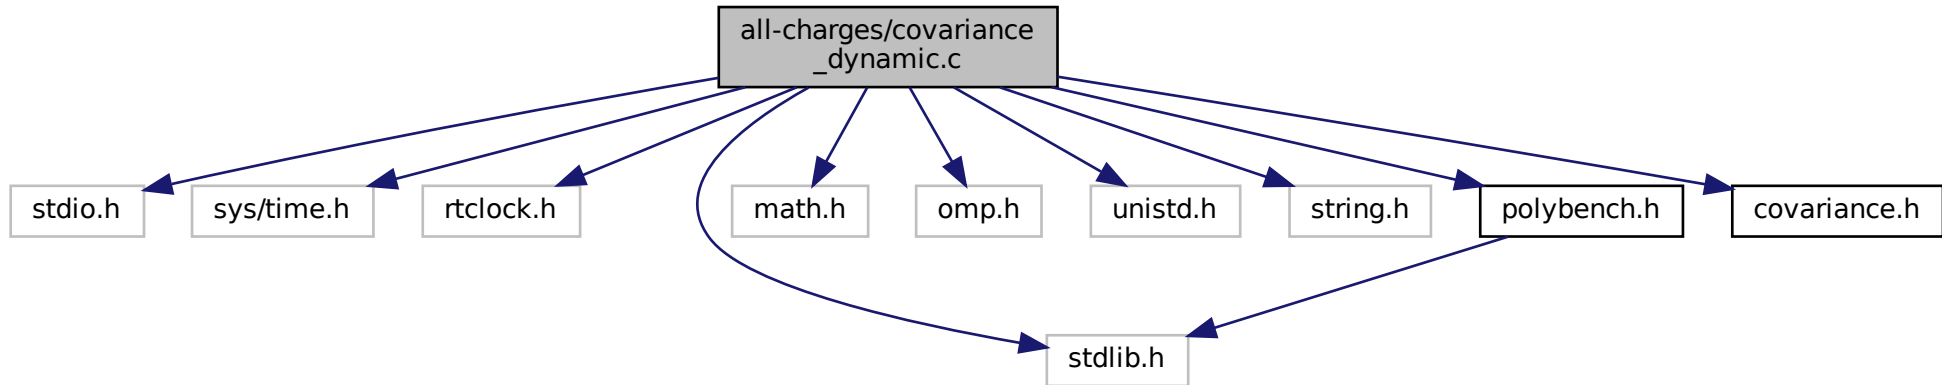 all-charges/covariance
_dynamic.c
stdio.h
sys/time.h
rtclock.h
math.h
omp.h
unistd.h
string.h
polybench.h
covariance.h
stdlib.h